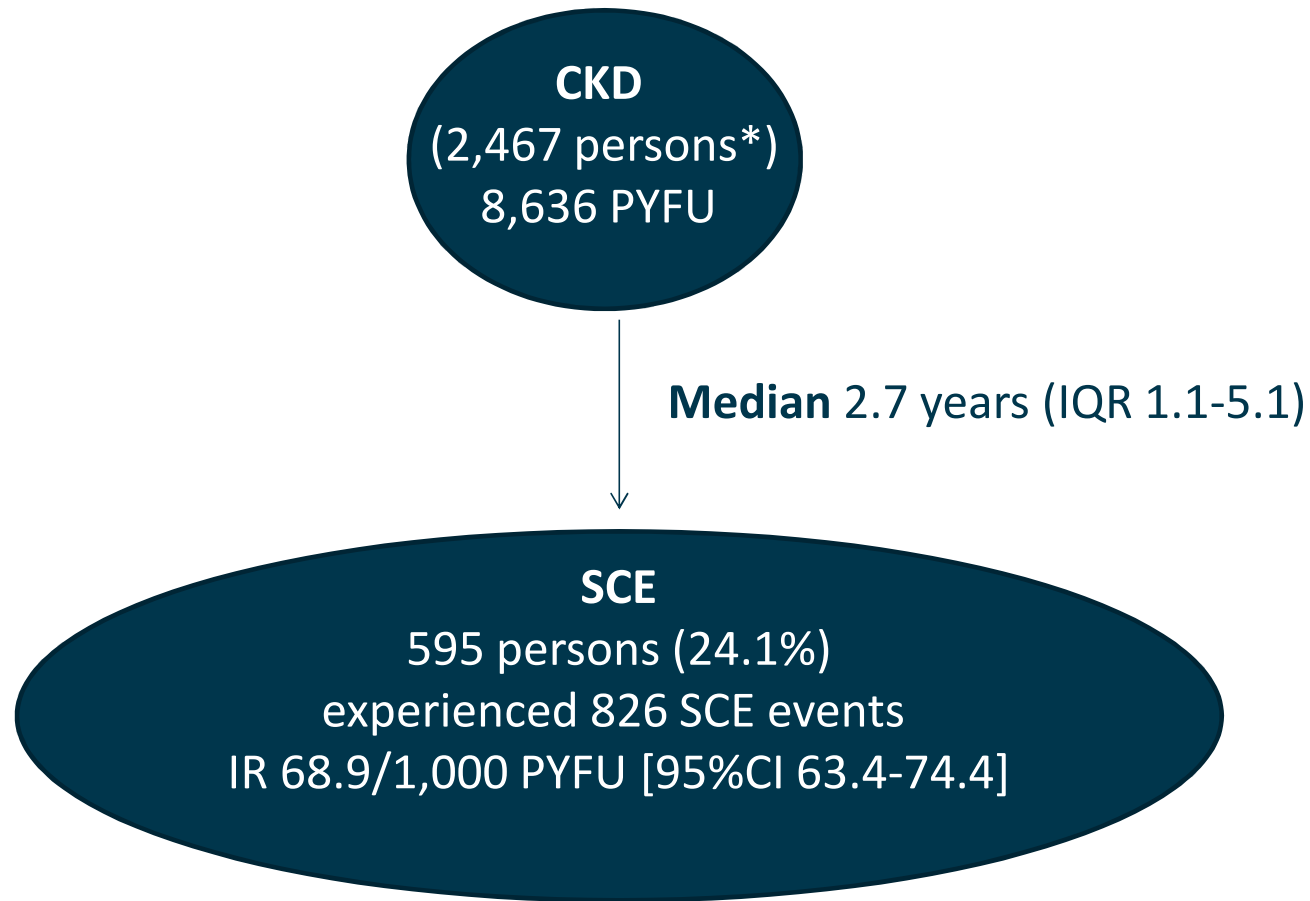 CKD
(2,467 persons*)
8,636 PYFU
Median 2.7 years (IQR 1.1-5.1)
SCE
595 persons (24.1%)
experienced 826 SCE events
IR 68.9/1,000 PYFU [95%CI 63.4-74.4]